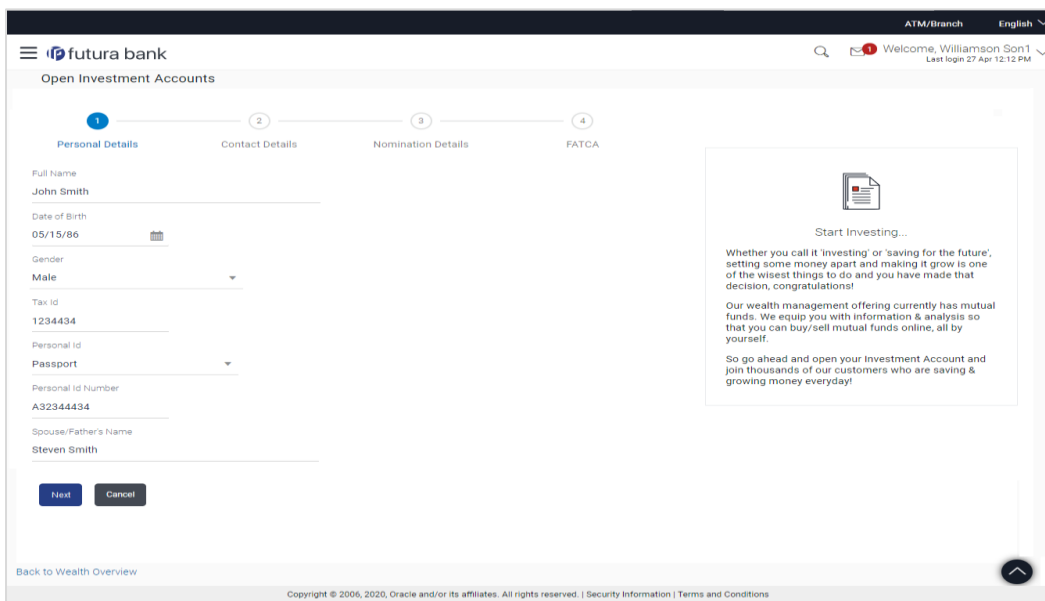 ATM/Branch English
futura bank
1 Welcome, Williamson Son1
Last login 27 Apr 12:12 PM
Open Investment Accounts
1 2 3 4
Personal Details Contact Details Nomination Details FATCA
Full Name
John Smith
Date of Birth
05/15/86
Gender
Male
Tax Id
1234434
Personal Id
Passport
Personal Id Number
A32344434
Spouse/Father's Name
Steven Smith
Next Cancel
Start Investing...
Whether you call it 'investing' or 'saving for the future',
setting some money apart and making it grow is one
of the wisest things to do and you have made that
decision, congratulations!
Our wealth management offering currently has mutual
funds. We equip you with information & analysis so
that you can buy/sell mutual funds online, all by
yourself.
So go ahead and open your Investment Account and
join thousands of our customers who are saving &
growing money everyday!
Back to Wealth Overview
Copyright © 2006, 2020, Oracle and/or its affiliates. All rights reserved. | Security Information | Terms and Conditions